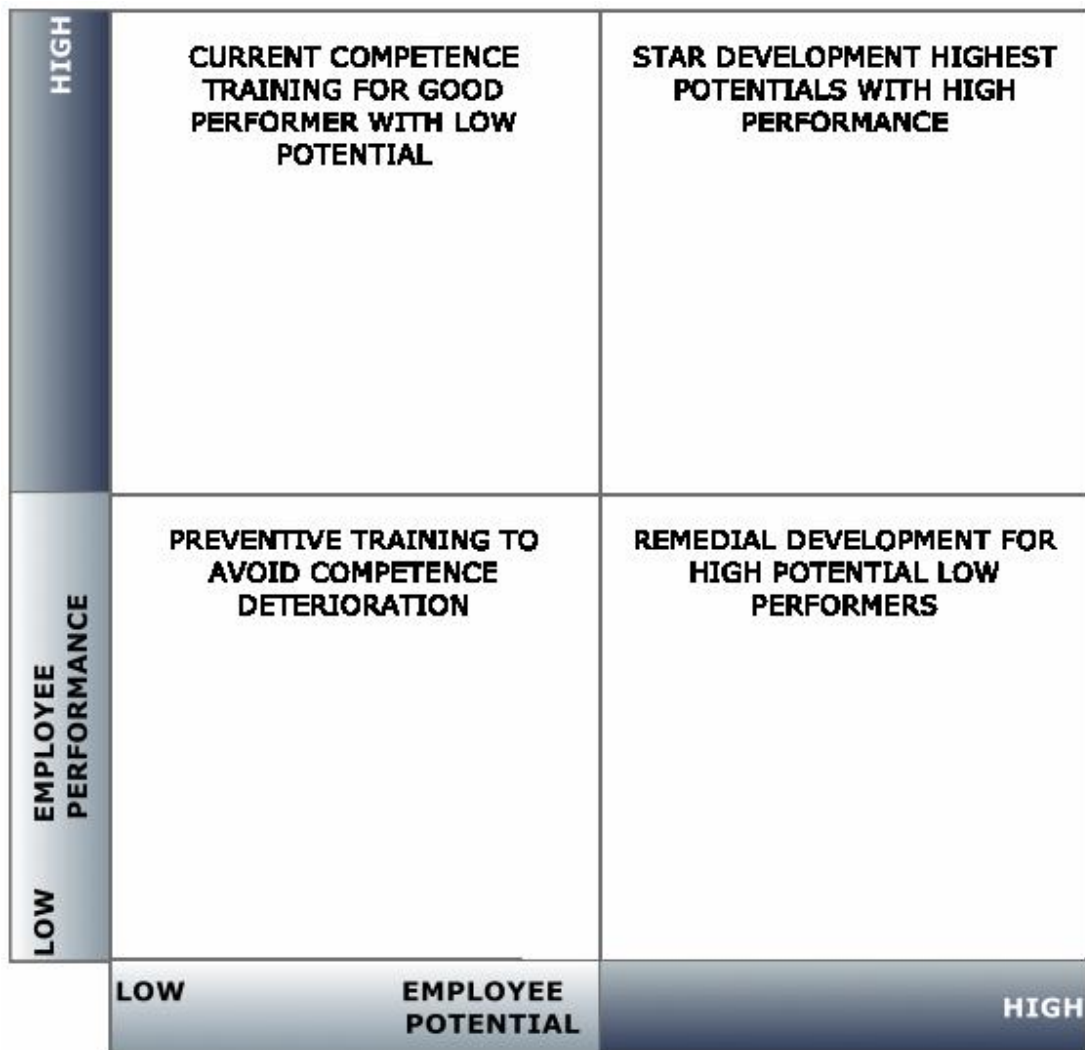 HIGH
CURRENT COMPETENCE
TRAINING FOR GOOD
PERFORMER WITH LOW
POTENTIAL
STAR DEVELOPMENT HIGHEST
POTENTIALS WITH HIGH
PERFORMANCE
PREVENTIVE TRAINING TO
AVOID COMPETENCE
DETERIORATION
REMEDIAL DEVELOPMENT FOR
HIGH POTENTIAL LOW
PERFORMERS
EMPLOYEE
PERFORMANCE
LOW
LOW
EMPLOYEE
POTENTIAL
HIGH